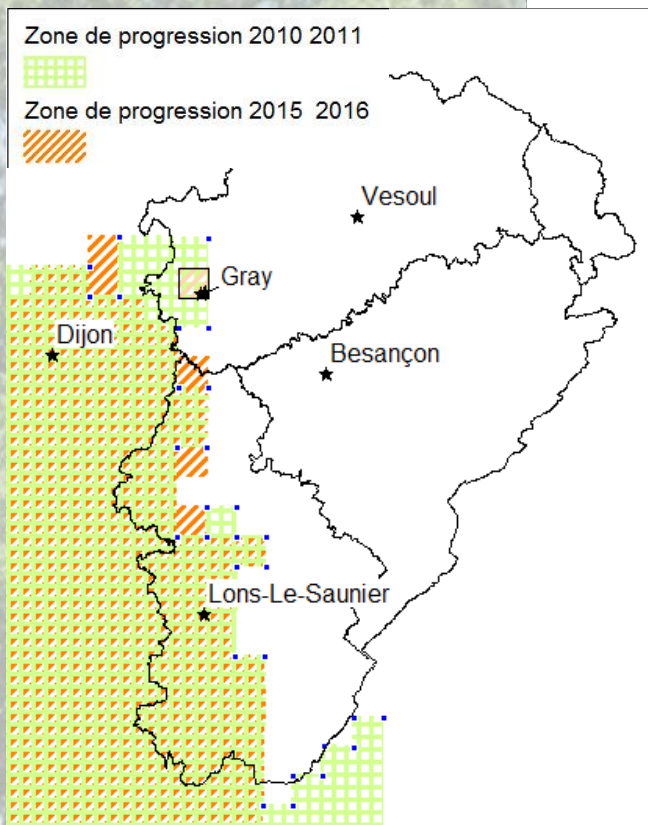 Zone de progression 2010 2011
Zone de progression 2015 2016
Vesoul
Gray
Dijon
Besançon
Lons-Le-Saunier